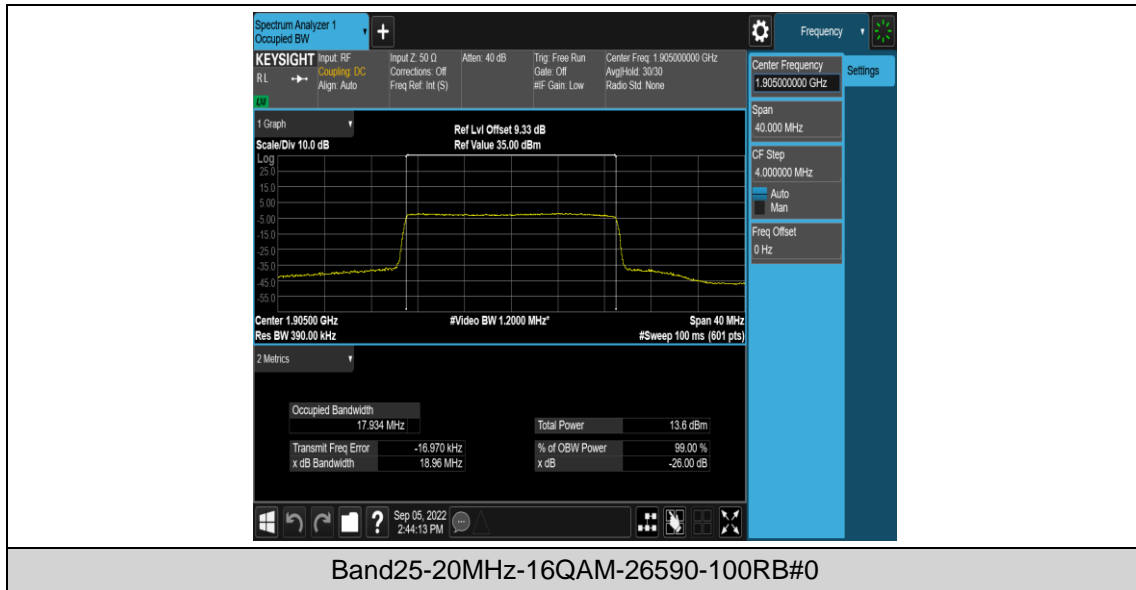 Spectrum Analyzer 1
Occupied BW
+
Frequency
KEYSIGHT
RL
LXI
Input: RF
Coupling: DC
Align: Auto
Input Z: 50 Ω
Corrections: Off
Freq Ref: Int (S)
Atten: 40 dB
Trig: Free Run
Gate: Off
#IF Gain: Low
Center Freq: 1.905000000 GHz
Avg|Hold: 30/30
Radio Std: None
Center Frequency
1.905000000 GHz
Settings
Span
40.000 MHz
CF Step
4.000000 MHz
Auto
Man
Freq Offset
0 Hz
1 Graph
Scale/Div 10.0 dB
Ref Lvl Offset 9.33 dB
Ref Value 35.00 dBm
Log
25.0
15.0
5.00
-5.00
-15.0
-25.0
-35.0
-45.0
-55.0
Center 1.90500 GHz
#Video BW 1.2000 MHz*
Span 40 MHz
Res BW 390.00 kHz
#Sweep 100 ms (601 pts)
2 Metrics
Occupied Bandwidth
17.934 MHz
Total Power 13.6 dBm
Transmit Freq Error -16.970 kHz
% of OBW Power 99.00 %
x dB Bandwidth 18.96 MHz
x dB -26.00 dB
?
Sep 05, 2022
2:44:13 PM
Band25-20MHz-16QAM-26590-100RB#0